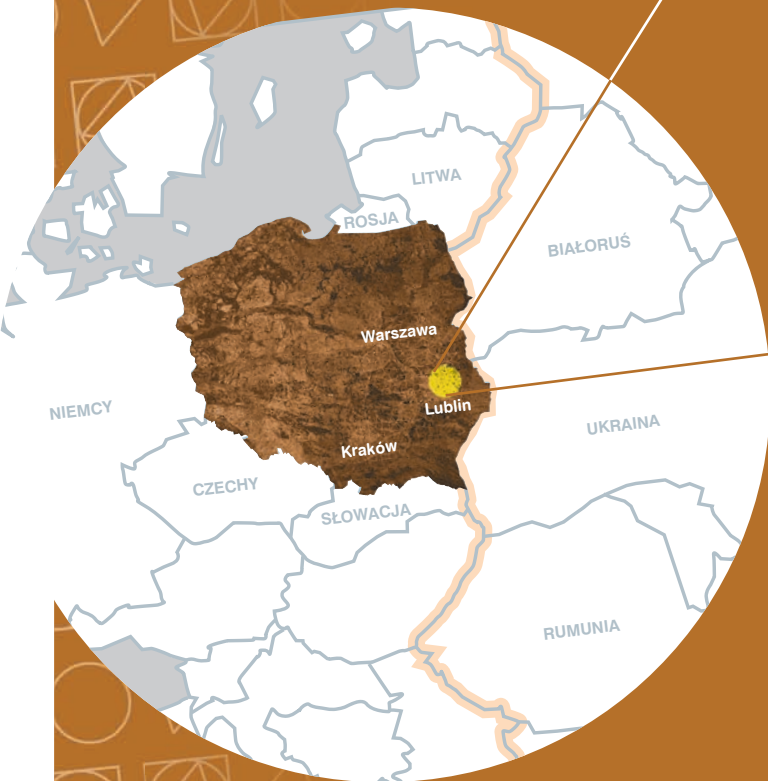 LITWA
ROSJA
BIAŁORUŚ
Warszawa
NIEMCY
Lublin
UKRAINA
Kraków
CZECHY
SŁOWACJA
RUMUNIA